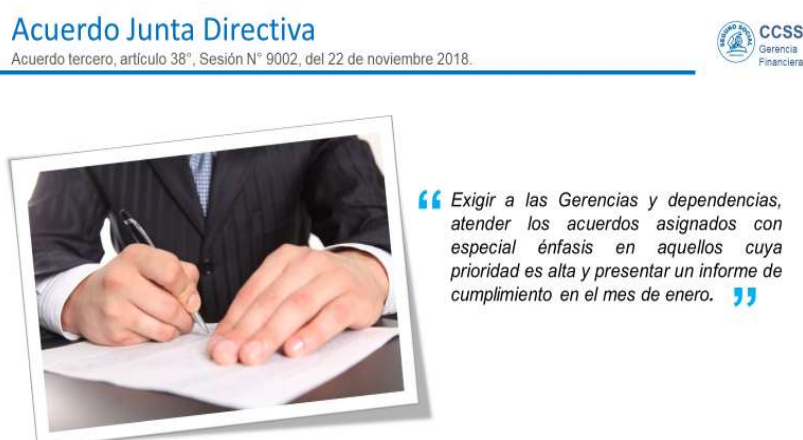 Acuerdo Junta Directiva
Acuerdo tercero, artículo 38°, Sesión N° 9002, del 22 de noviembre 2018.
CCSS
Gerencia
Financiera
“ Exigir a las Gerencias y dependencias,
atender los acuerdos asignados con
especial énfasis en aquellos cuya
prioridad es alta y presentar un informe de
cumplimiento en el mes de enero. ”